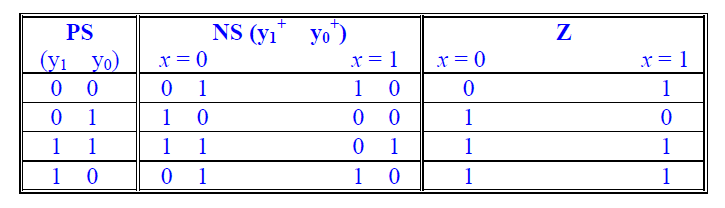 PS NS (y₁⁺ y₀⁺) Z
(y₁ y₀) x = 0 x = 1 x = 0 x = 1
0 0 0 1 1 0 0 1
0 1 1 0 0 0 1 0
1 1 1 1 0 1 1 1
1 0 0 1 1 0 1 1